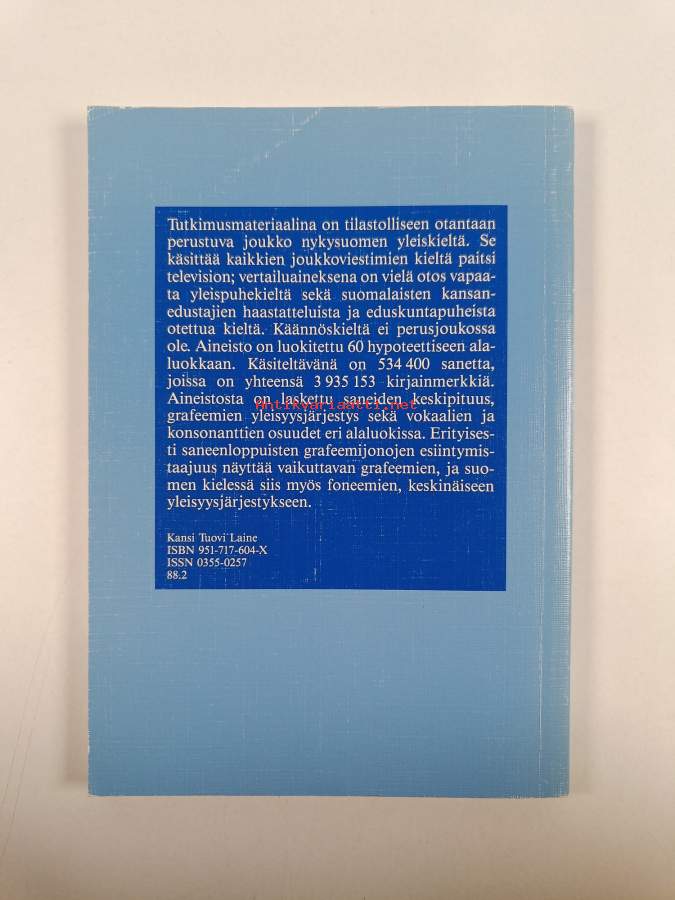 Tutkimusmateriaalina on tilastolliseen otantaan
perustuva joukko nykysuomen yleiskieltä. Se
käsittää kaikkien joukkoviestimien kieltä paitsi
television; vertailuaineksena on vielä otos vapaa-
ta yleispuhekieltä sekä suomalaisten kansan-
edustajien haastatteluista ja eduskuntapuheista
otettua kieltä. Käännöskieltä ei perusjoukossa
ole. Aineisto on luokitettu 60 hypoteettiseen ala-
luokkaan. Käsiteltävänä on 534 400 sanetta,
joissa on yhteensä 3 935 153 kirjainmerkkiä.
Aineistosta on laskettu saneiden keskipituus,
antikvariaatti.net
grafeemien yleisyysjärjestys sekä vokaalien ja
konsonanttien osuudet eri alaluokissa. Erityises-
ti saneenloppuisten grafeemijonojen esiintymis-
taajuus näyttää vaikuttavan grafeemien, ja suo-
men kielessä siis myös foneemien, keskinäiseen
yleisyysjärjestykseen.
Kansi Tuovi Laine
ISBN 951-717-604-X
ISSN 0355-0257
88.2